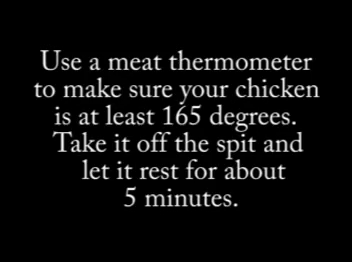 Use a meat thermometer
to make sure your chicken
is at least 165 degrees.
Take it off the spit and
let it rest for about
5 minutes.